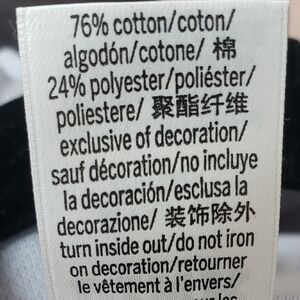 76% cotton/coton/
algodón/cotone/ 棉
24% polyester/poliéster/
poliestere/ 聚酯纤维
exclusive of decoration/
sauf décoration/no incluye
la decoración/esclusa la
decorazione/ 装饰除外
turn inside out/do not iron
on decoration/retourner
le vêtement à l'envers/